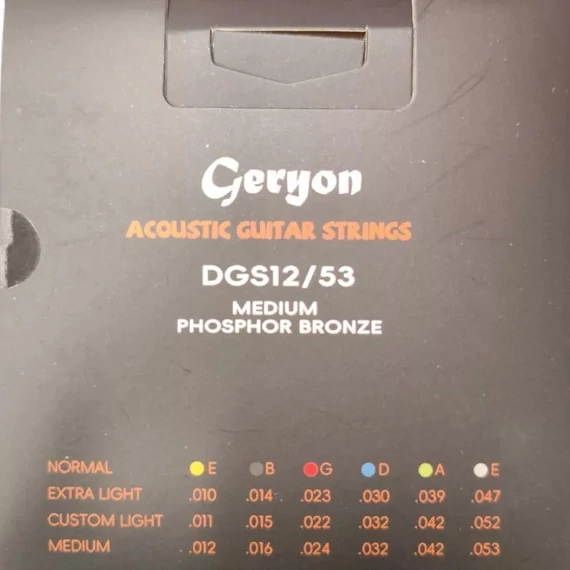 Geryon
ACOUSTIC GUITAR STRINGS
DGS12/53
MEDIUM
PHOSPHOR BRONZE
NORMAL E B G D A E
EXTRA LIGHT .010 .014 .023 .030 .039 .047
CUSTOM LIGHT .011 .015 .022 .032 .042 .052
MEDIUM .012 .016 .024 .032 .042 .053